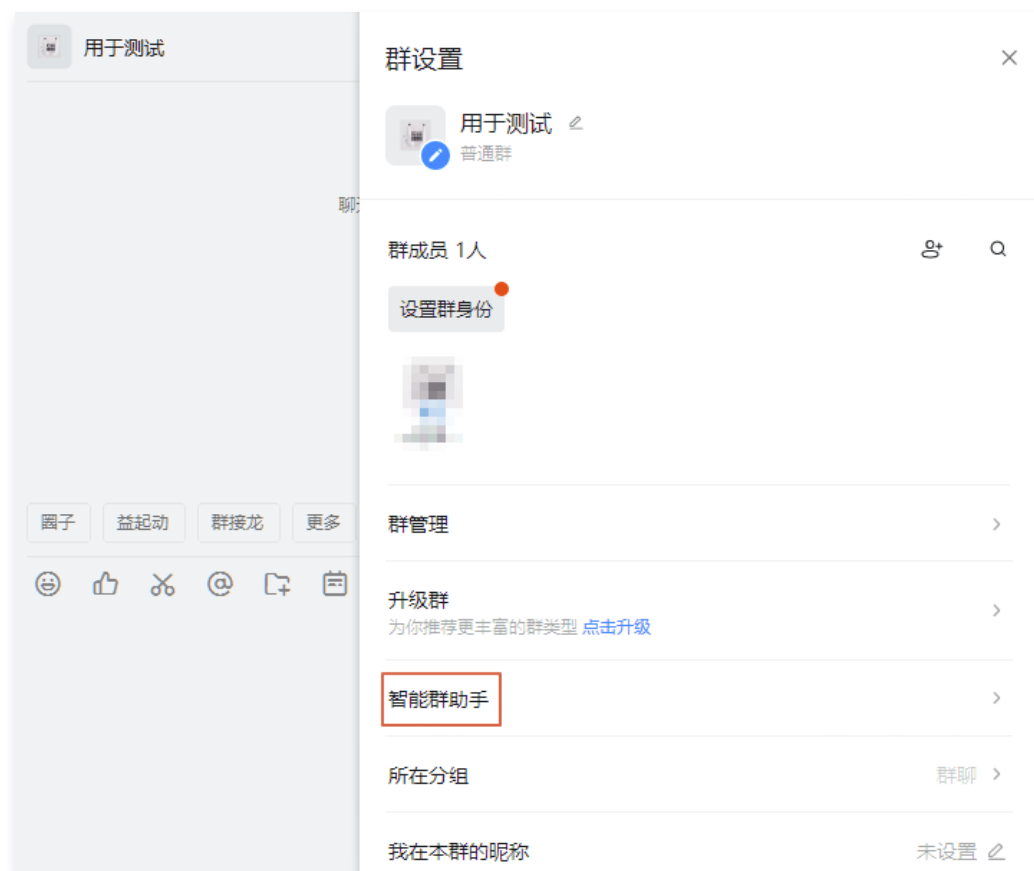 用于测试
群设置
用于测试
普通群
聊
群成员 1人
设置群身份
圈子 益起动 群接龙 更多
群管理
升级群
为你推荐更丰富的群类型 点击升级
智能群助手
所在分组 群聊
我在本群的昵称 未设置